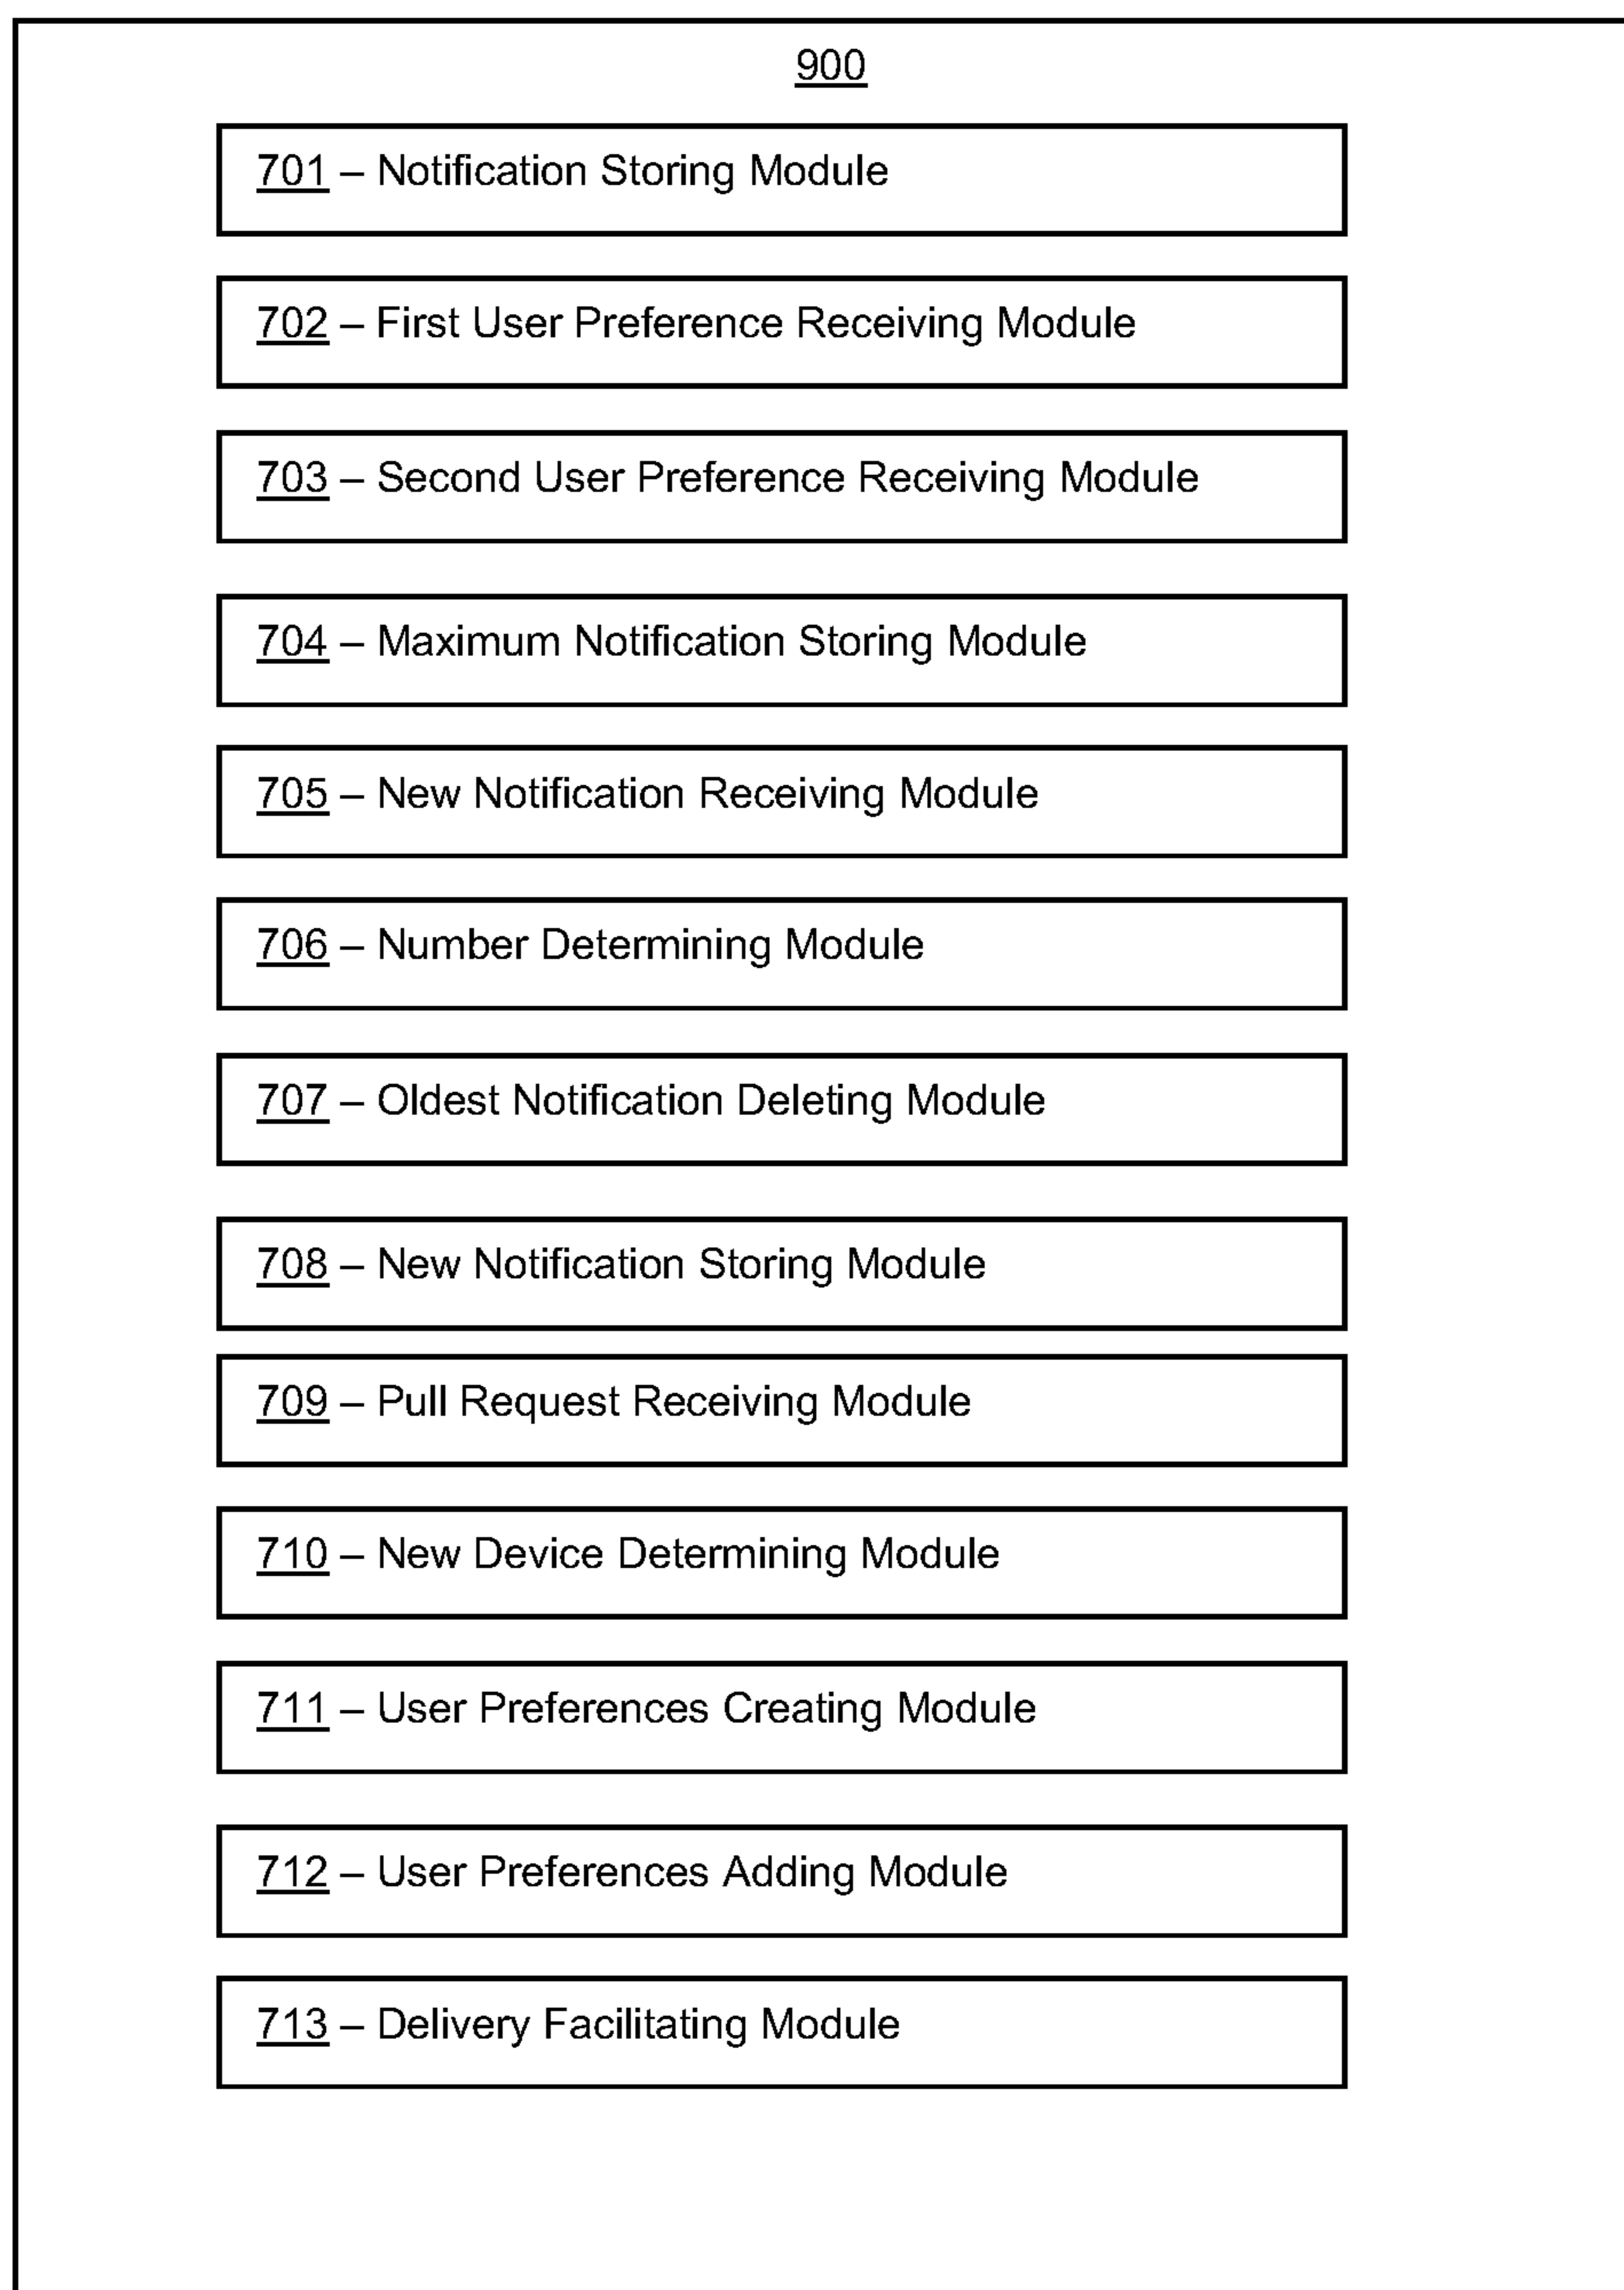 900
701 – Notification Storing Module
702 – First User Preference Receiving Module
703 – Second User Preference Receiving Module
704 – Maximum Notification Storing Module
705 – New Notification Receiving Module
706 – Number Determining Module
707 – Oldest Notification Deleting Module
708 – New Notification Storing Module
709 – Pull Request Receiving Module
710 – New Device Determining Module
711 – User Preferences Creating Module
712 – User Preferences Adding Module
713 – Delivery Facilitating Module